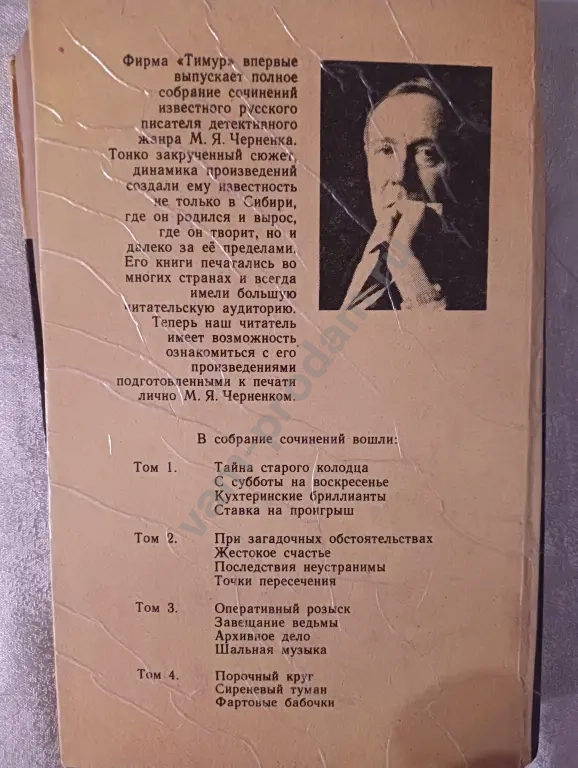 Фирма «Тимур» впервые
выпускает полное
собрание сочинений
известного русского
писателя детективного
жанра М. Я. Черненка.
Тонко закрученный сюжет,
динамика произведений
создали ему известность
не только в Сибири,
где он родился и вырос,
где он творит, но и
далеко за её пределами.
Его книги печатались во
многих странах и всегда
имели большую
читательскую аудиторию.
Теперь наш читатель
имеет возможность
ознакомиться с его
произведениями
подготовленными к печати
лично М. Я. Черненком.
В собрание сочинений вошли:
Том 1. Тайна старого колодца
С субботы на воскресенье
Кухтеринские бриллианты
Ставка на проигрыш
Том 2. При загадочных обстоятельствах
Жестокое счастье
Последствия неустранимы
Точки пересечения
Том 3. Оперативный розыск
Завещание ведьмы
Архивное дело
Шальная музыка
Том 4. Порочный круг
Сиреневый туман
Фартовые бабочки
vam-prodam.ru